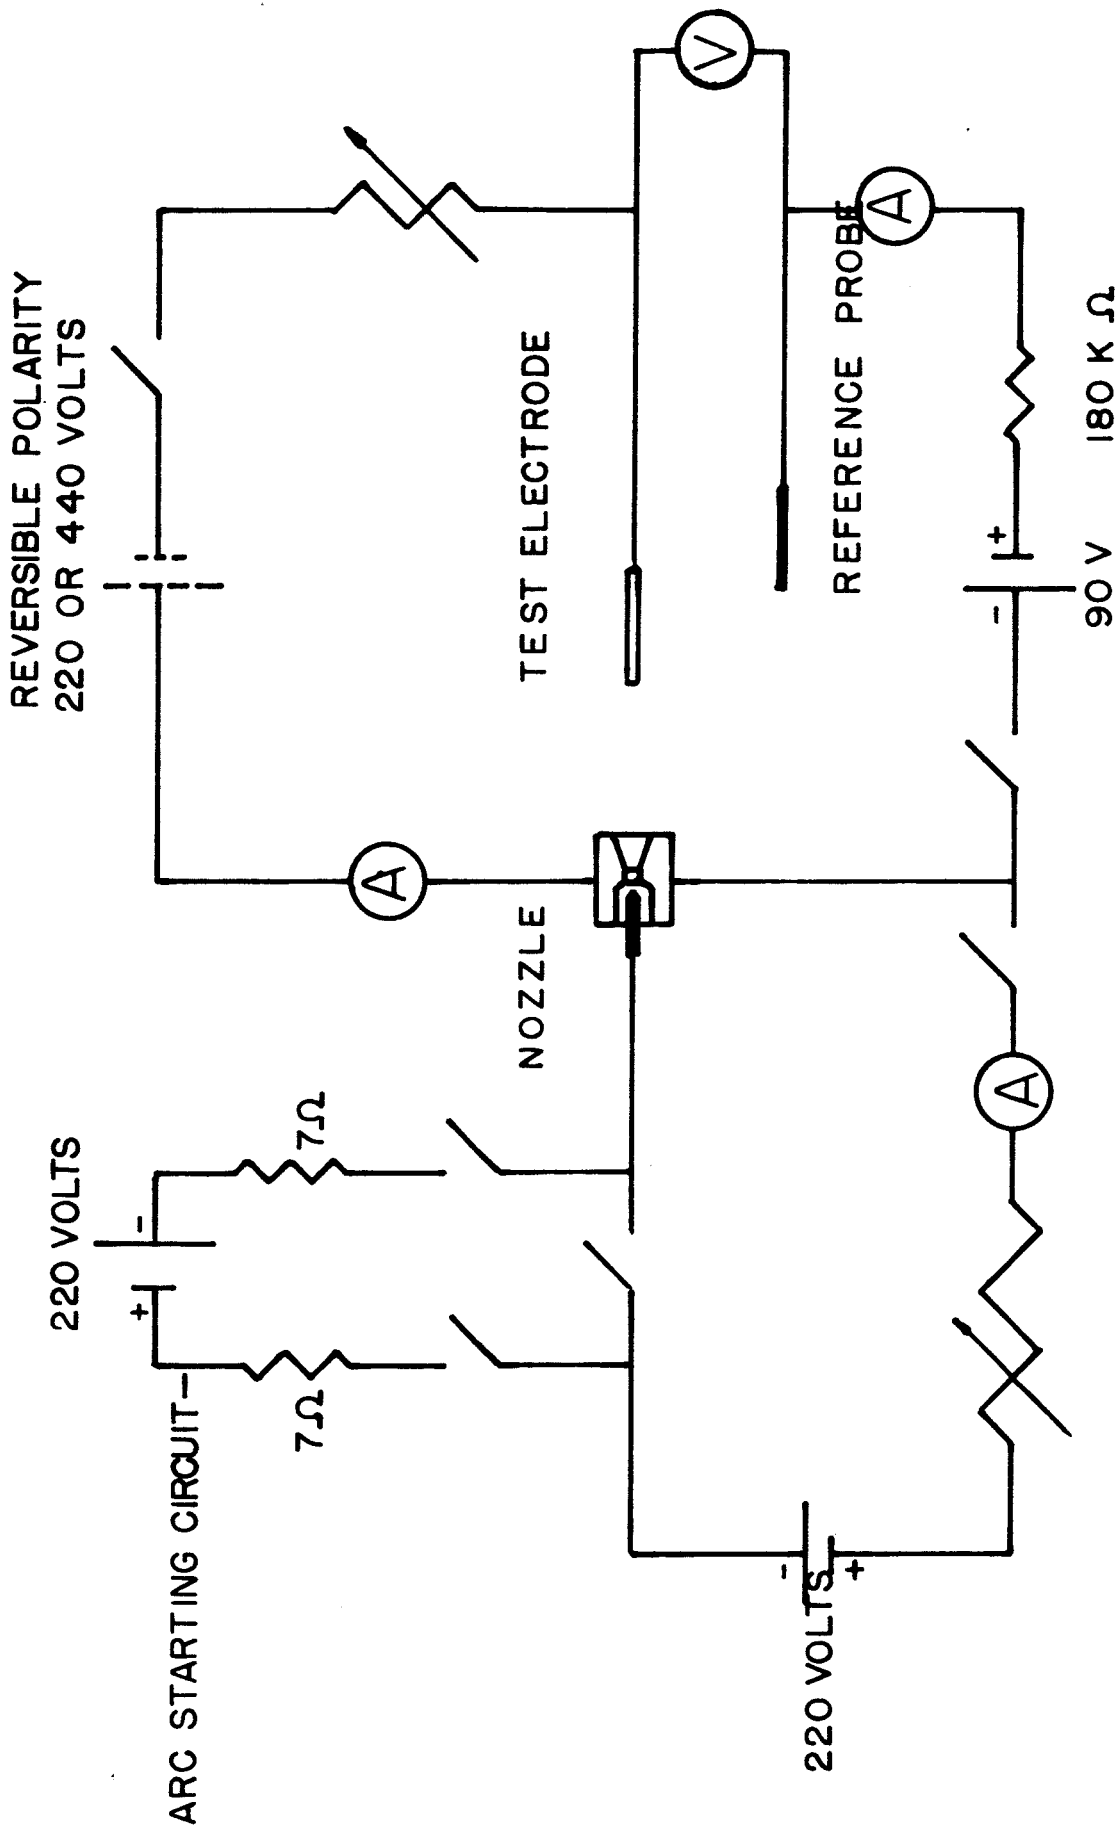 REVERSIBLE POLARITY
220 OR 440 VOLTS
220 VOLTS
+
-
ARC STARTING CIRCUIT-
7Ω
7Ω
A
NOZZLE
TEST ELECTRODE
V
REFERENCE PROBE
A
220 VOLTS
-
+
A
-
+
90 V
180 K Ω